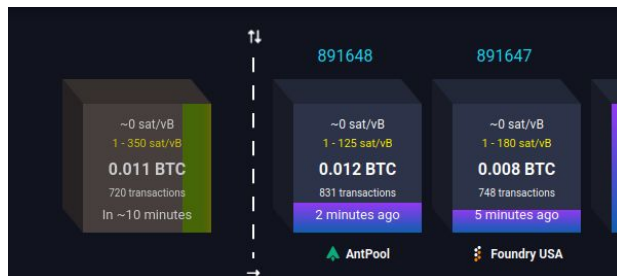 891648
891647
~0 sat/vB
1 - 350 sat/vB
0.011 BTC
720 transactions
In ~10 minutes
~0 sat/vB
1 - 125 sat/vB
0.012 BTC
831 transactions
2 minutes ago
AntPool
~0 sat/vB
1 - 180 sat/vB
0.008 BTC
748 transactions
5 minutes ago
Foundry USA